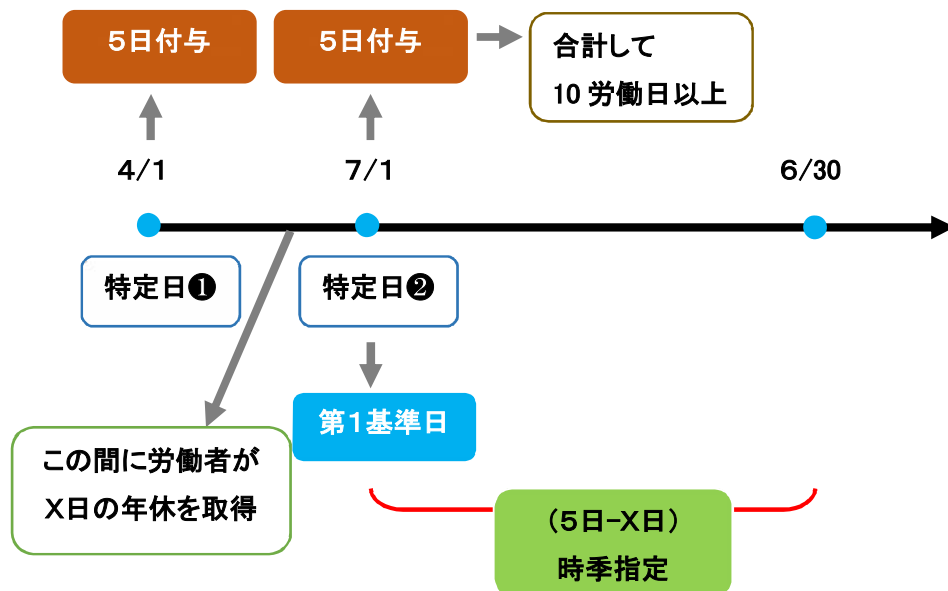 5日付与
5日付与
合計して
10 労働日以上
4/1
7/1
6/30
特定日❶
特定日❷
第1基準日
この間に労働者が
X日の年休を取得
(5日-X日)
時季指定